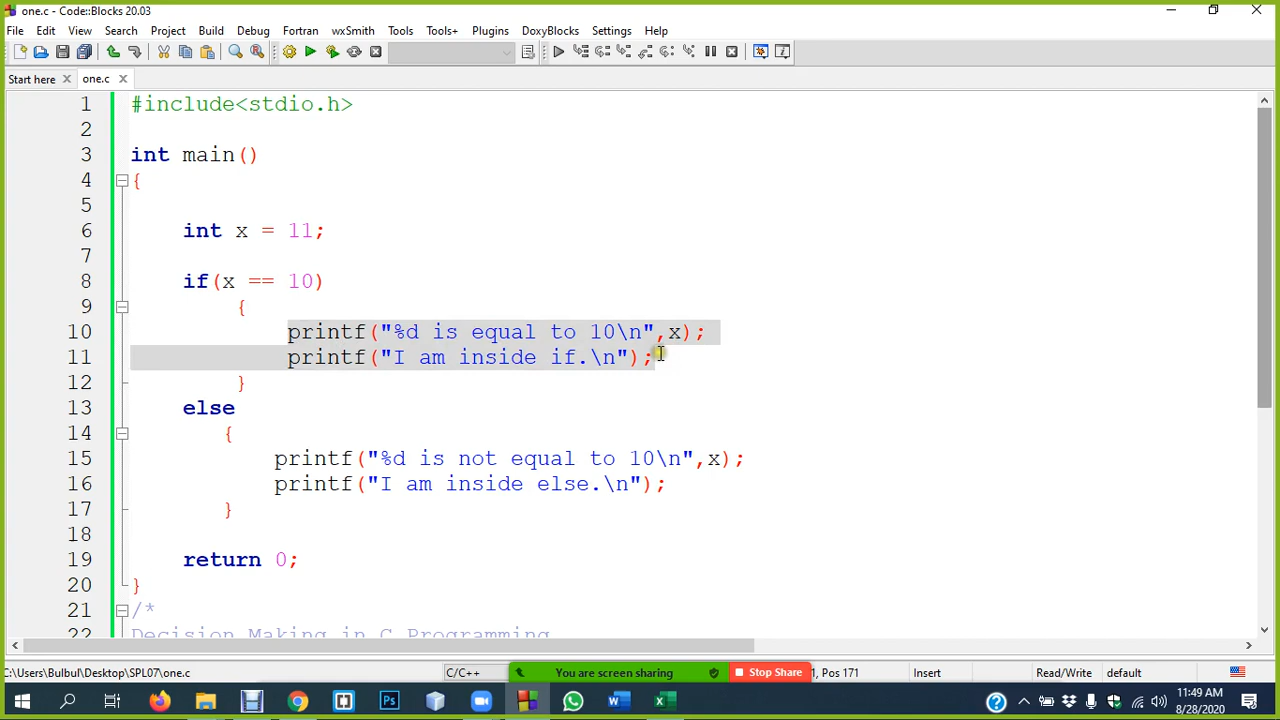 one.c - Code::Blocks 20.03
File Edit View Search Project Build Debug Fortran wxSmith Tools Tools+ Plugins DoxyBlocks Settings Help
Start here one.c
1 #include<stdio.h>
2
3 int main()
4 {
5
6 int x = 11;
7
8 if(x == 10)
9 {
10 printf("%d is equal to 10\n",x);
11 printf("I am inside if.\n");
12 }
13 else
14 {
15 printf("%d is not equal to 10\n",x);
16 printf("I am inside else.\n");
17 }
18
19 return 0;
20 }
21 /*
22 Decision Making in C Programming
C:\Users\Bulbul\Desktop\SPL07\one.c C/C++ You are screen sharing Stop Share 1, Pos 171 Insert Read/Write default
Ps W X 11:49 AM
8/28/2020